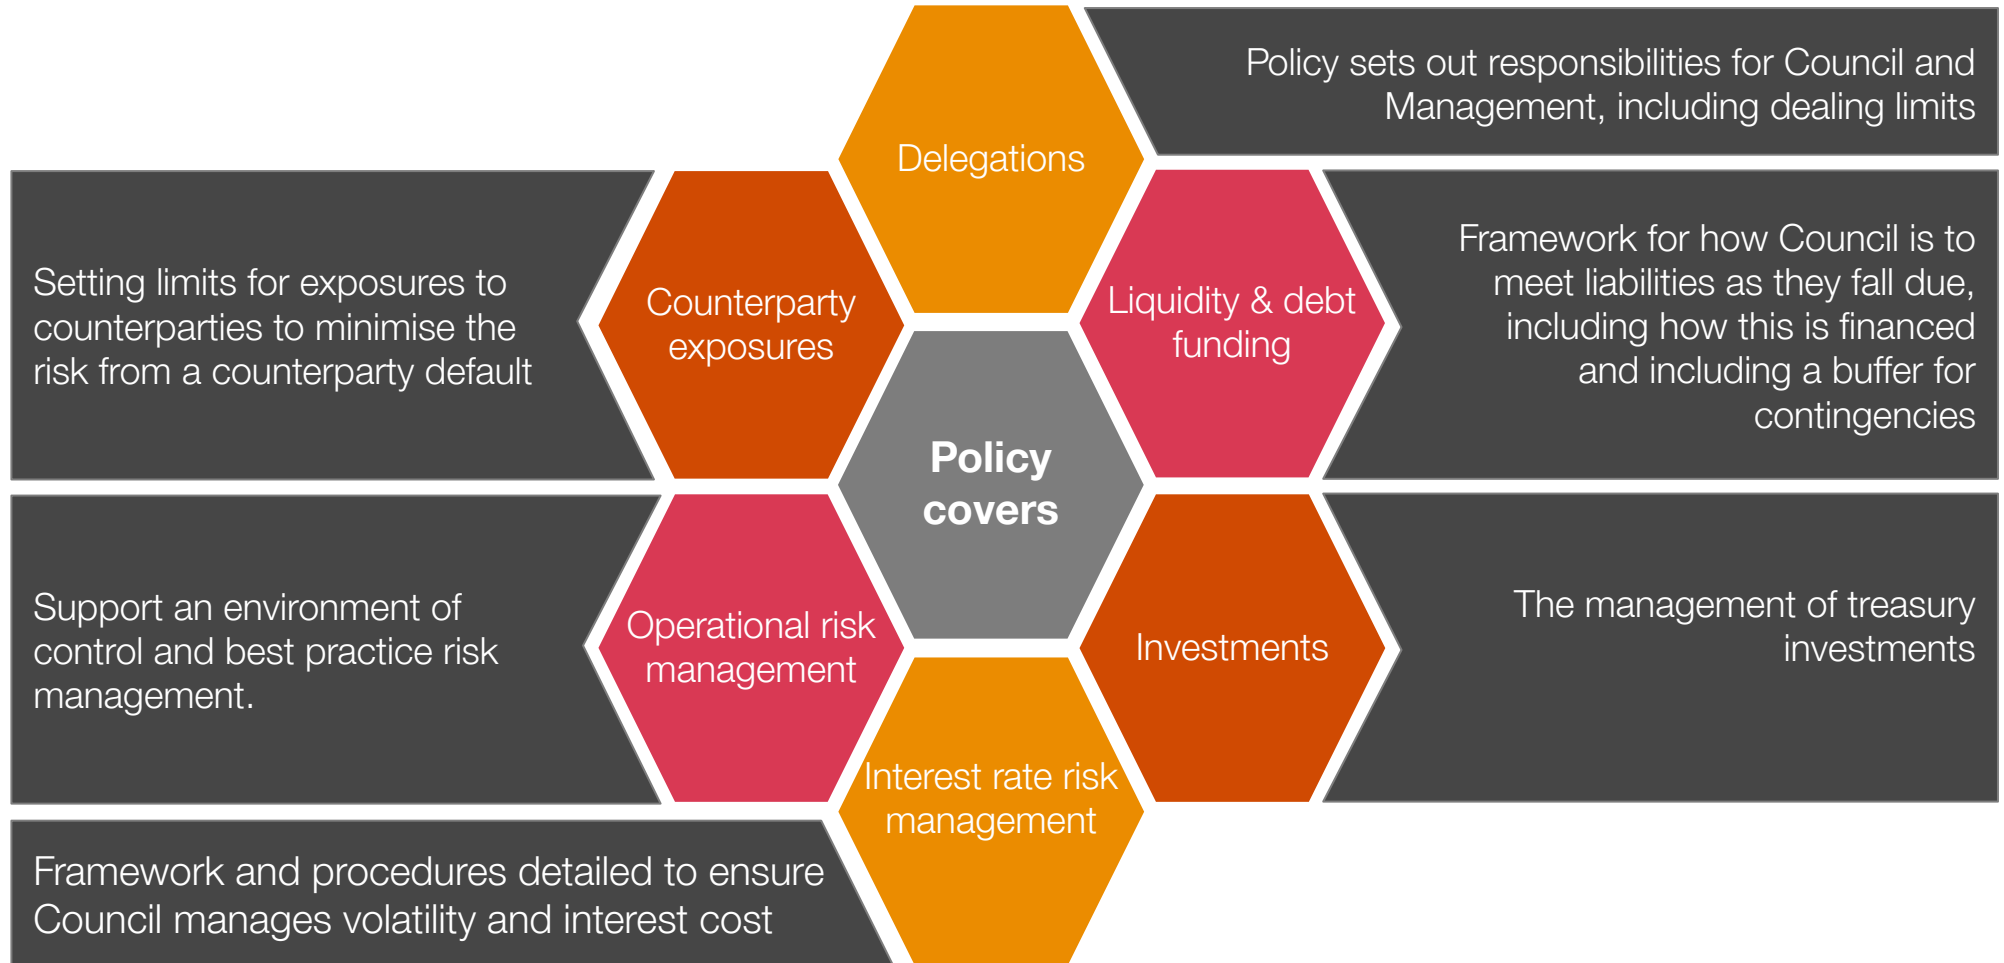 Delegations
Policy sets out responsibilities for Council and
Management, including dealing limits
Setting limits for exposures to
counterparties to minimise the
risk from a counterparty default
Counterparty
exposures
Liquidity & debt
funding
Framework for how Council is to
meet liabilities as they fall due,
including how this is financed
and including a buffer for
contingencies
Policy
covers
Support an environment of
control and best practice risk
management.
Operational risk
management
Investments
The management of treasury
investments
Interest rate risk
management
Framework and procedures detailed to ensure
Council manages volatility and interest cost